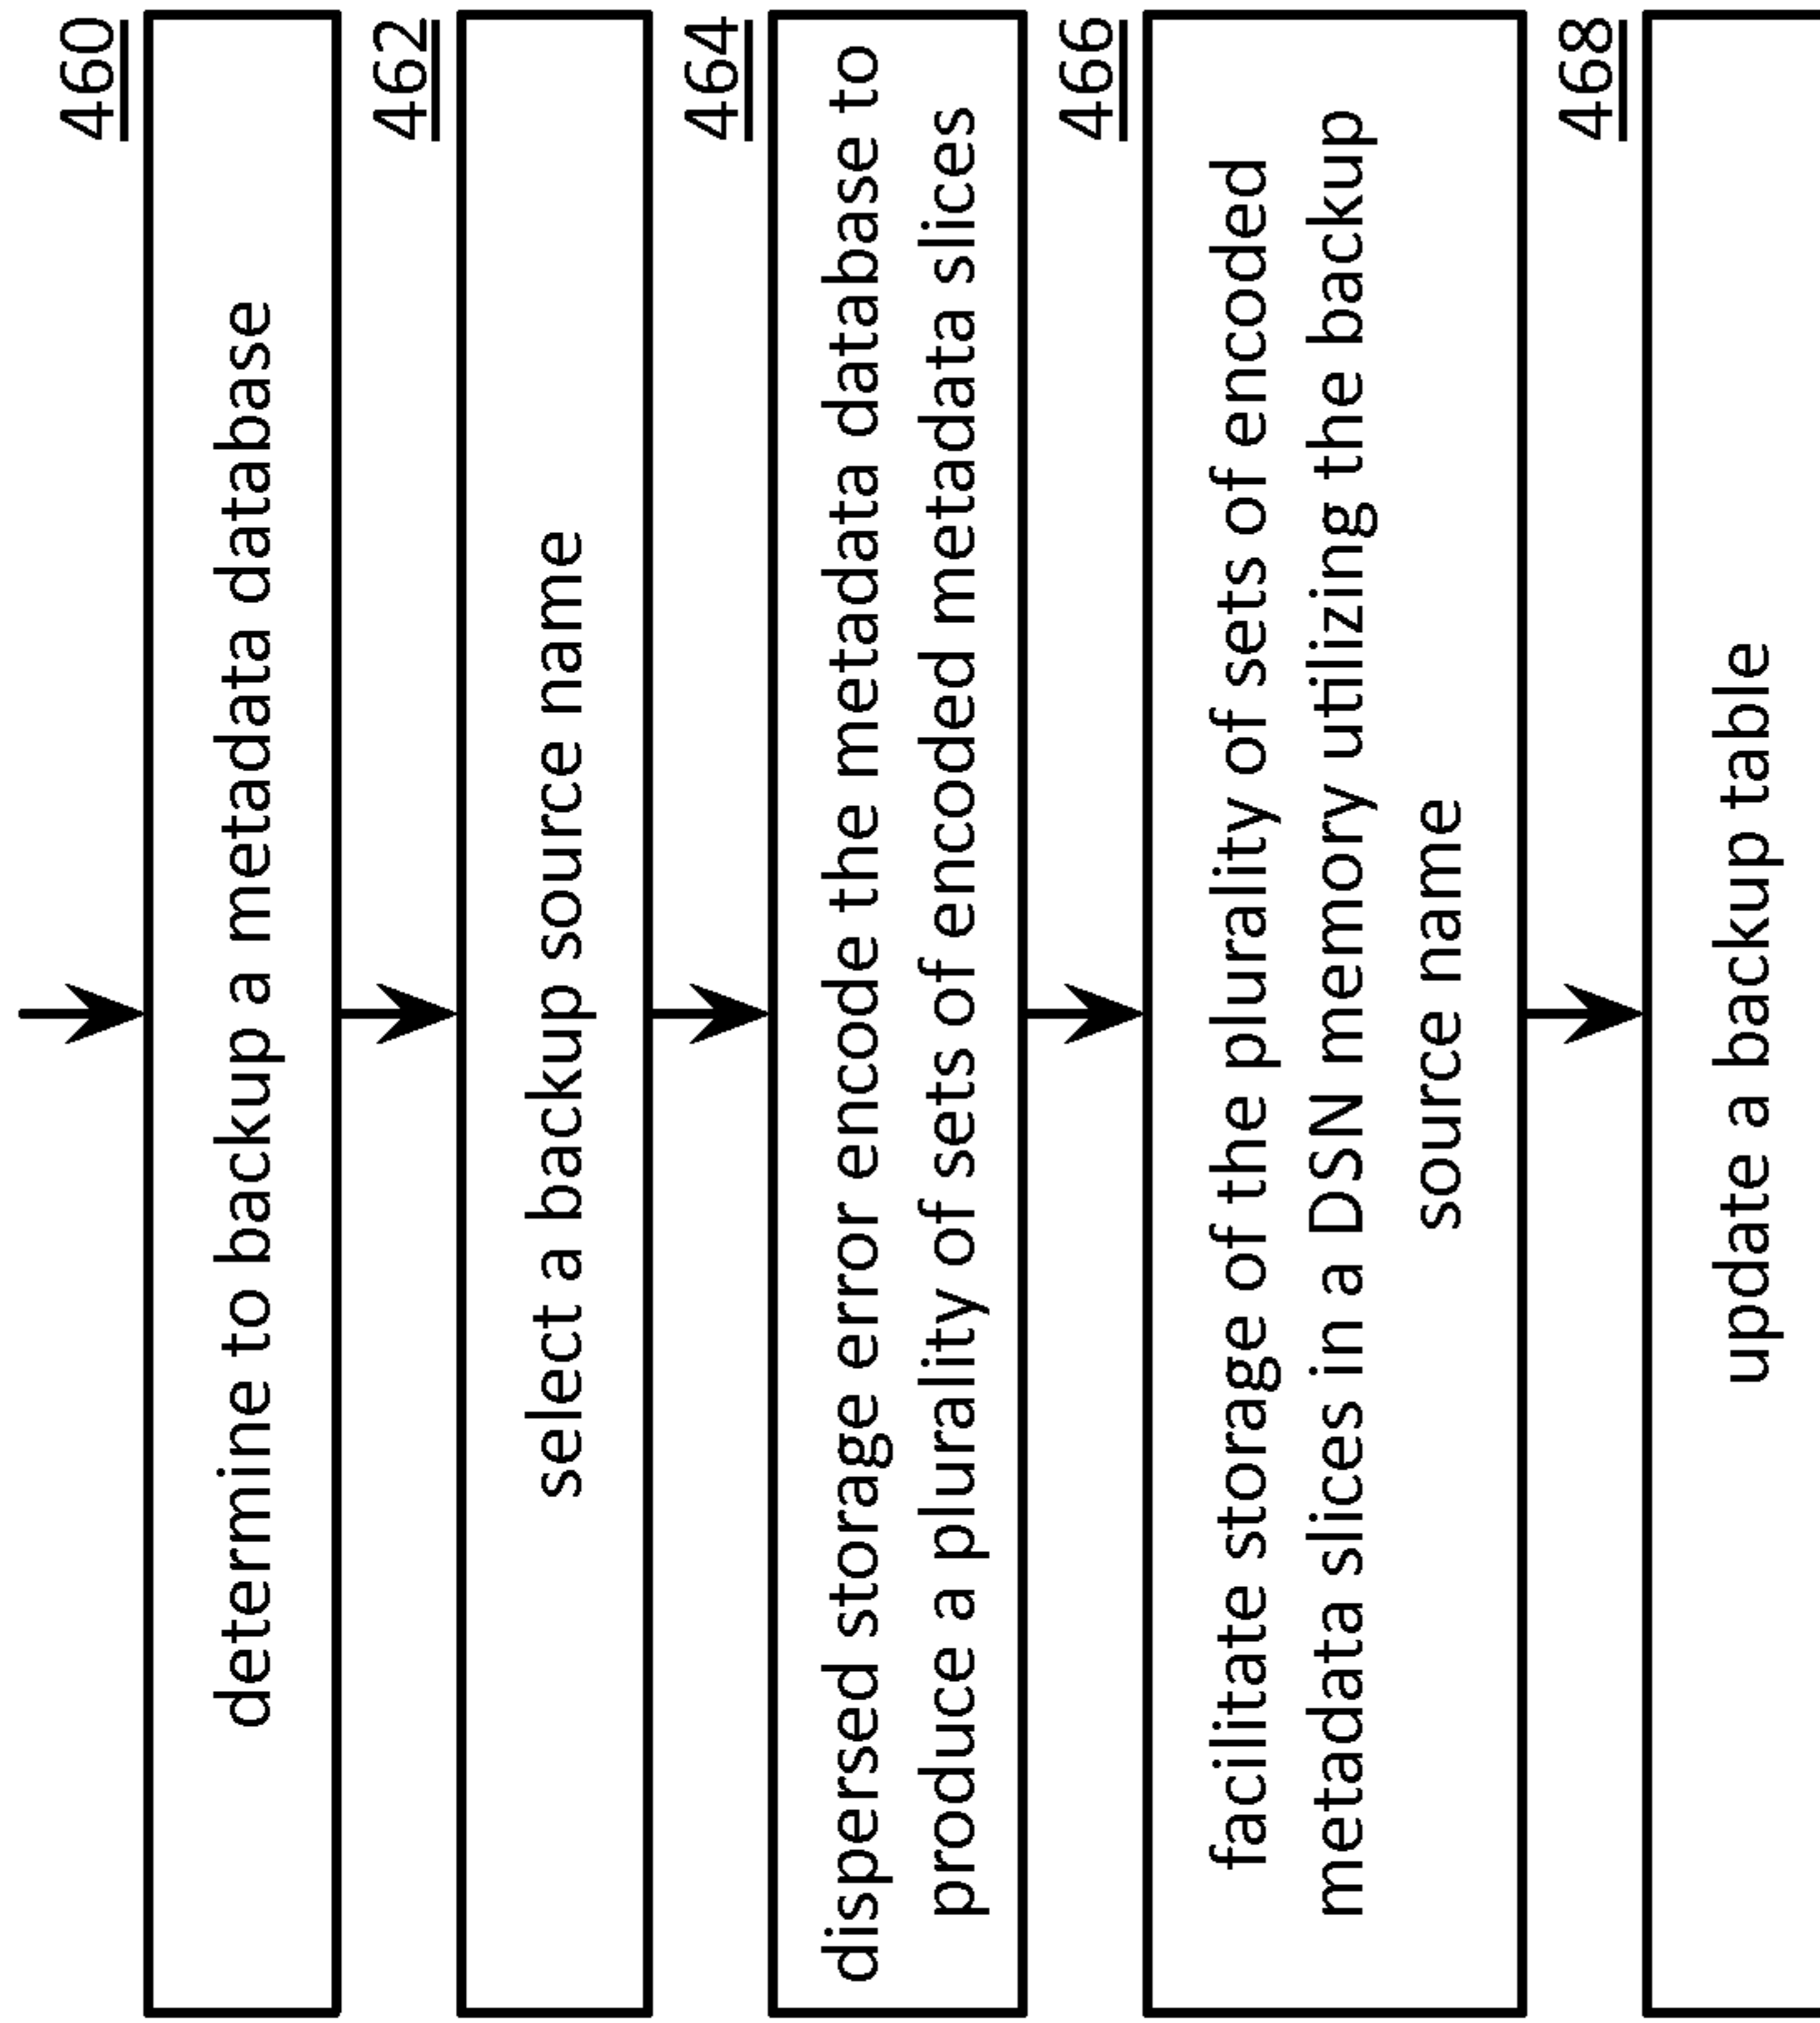 460
determine to backup a metadata database
462
select a backup source name
464
dispersed storage error encode the metadata database to
produce a plurality of sets of encoded metadata slices
466
facilitate storage of the plurality of sets of encoded
metadata slices in a DSN memory utilizing the backup
source name
468
update a backup table